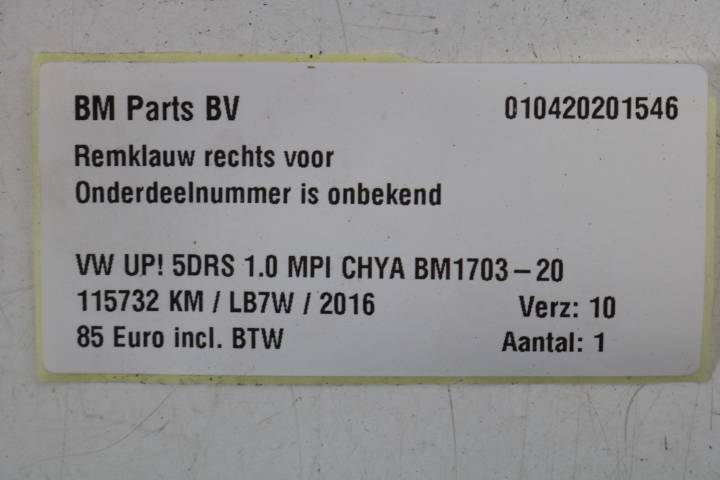 BM Parts BV 010420201546
Remklauw rechts voor
Onderdeelnummer is onbekend
VW UP! 5DRS 1.0 MPI CHYA BM1703-20
115732 KM / LB7W / 2016 Verz: 10
85 Euro incl. BTW Aantal: 1